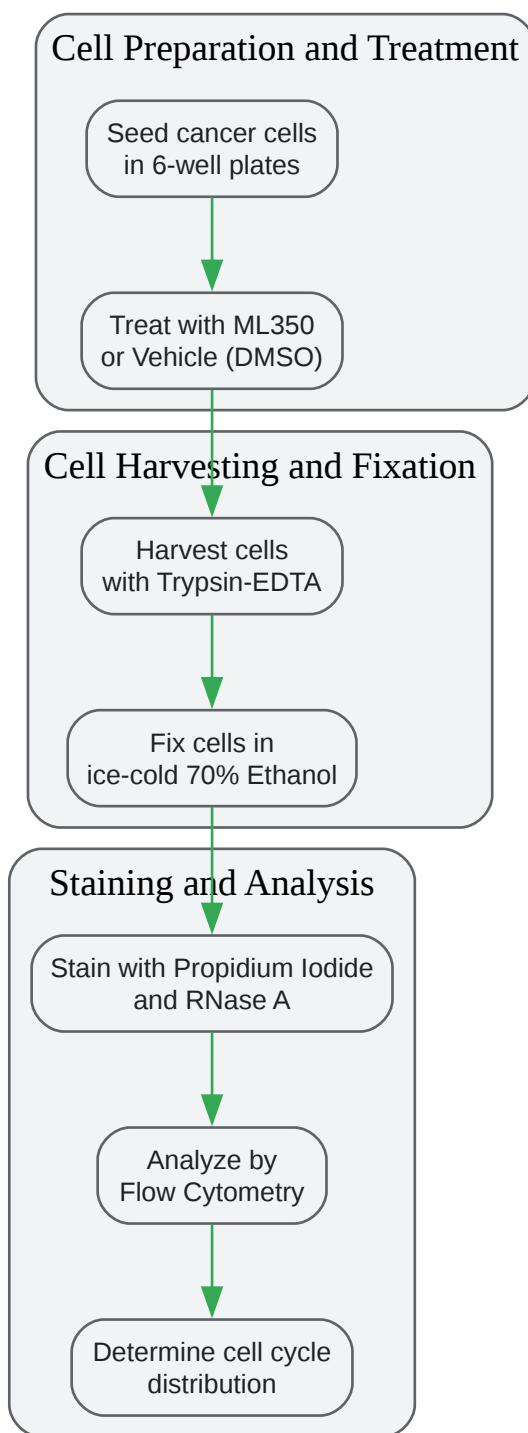 Cell Preparation and Treatment
Seed cancer cells
in 6-well plates
Treat with ML350
or Vehicle (DMSO)
Cell Harvesting and Fixation
Harvest cells
with Trypsin-EDTA
Fix cells in
ice-cold 70% Ethanol
Staining and Analysis
Stain with Propidium Iodide
and RNase A
Analyze by
Flow Cytometry
Determine cell cycle
distribution